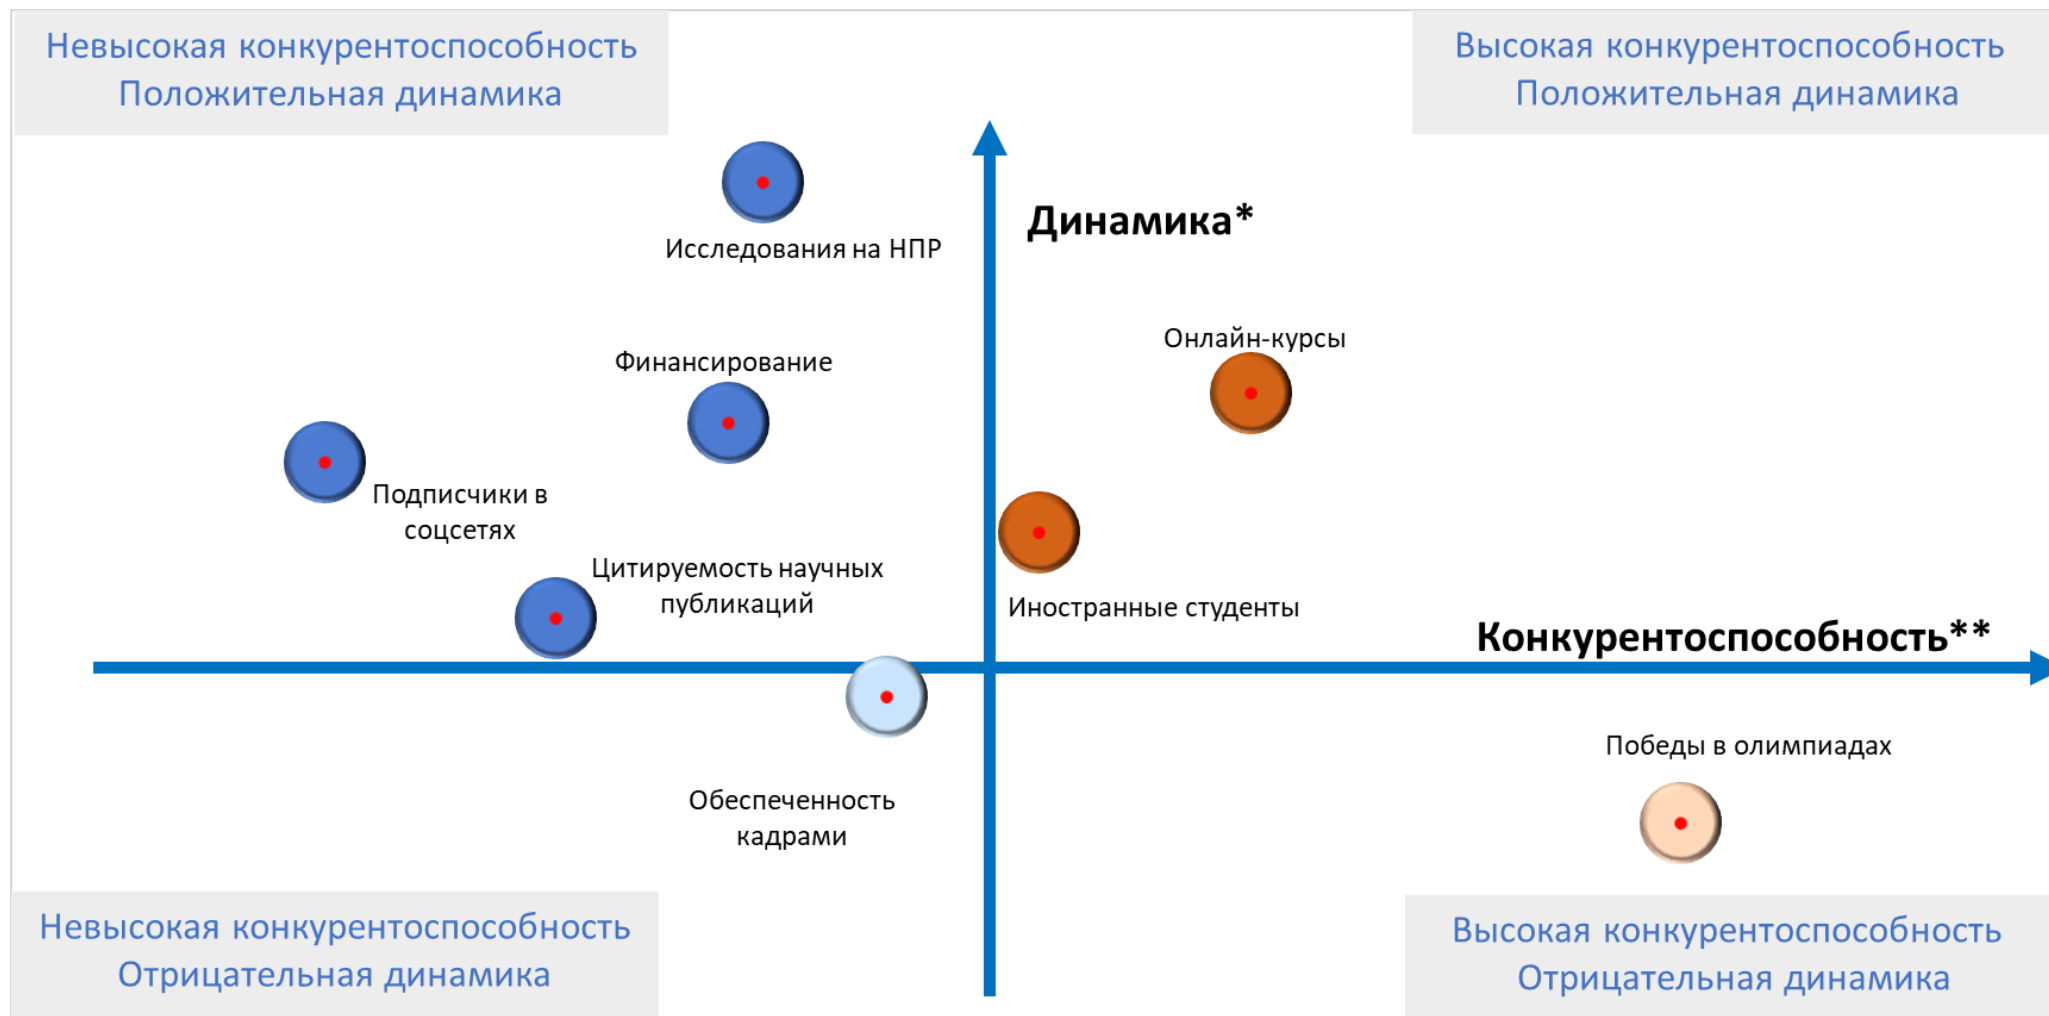 Невысокая конкурентоспособность
Положительная динамика
Высокая конкурентоспособность
Положительная динамика
Динамика*
Исследования на НПР
Онлайн-курсы
Финансирование
Подписчики в
соцсетях
Цитируемость научных
публикаций
Иностранные студенты
Конкурентоспособность**
Победы в олимпиадах
Обеспеченность
кадрами
Невысокая конкурентоспособность
Отрицательная динамика
Высокая конкурентоспособность
Отрицательная динамика